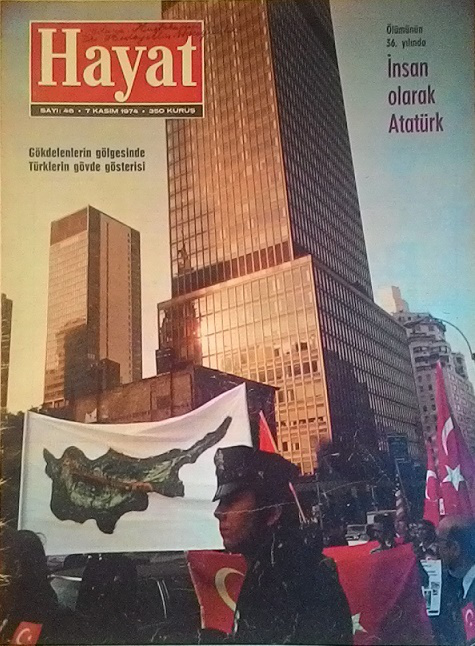 Hayat
SAYI: 46 • 7 KASIM 1974 • 350 KURUŞ
Gökdelenlerin gölgesinde
Türklerin gövde gösterisi
Ölümünün
36. yılında
İnsan
olarak
Atatürk